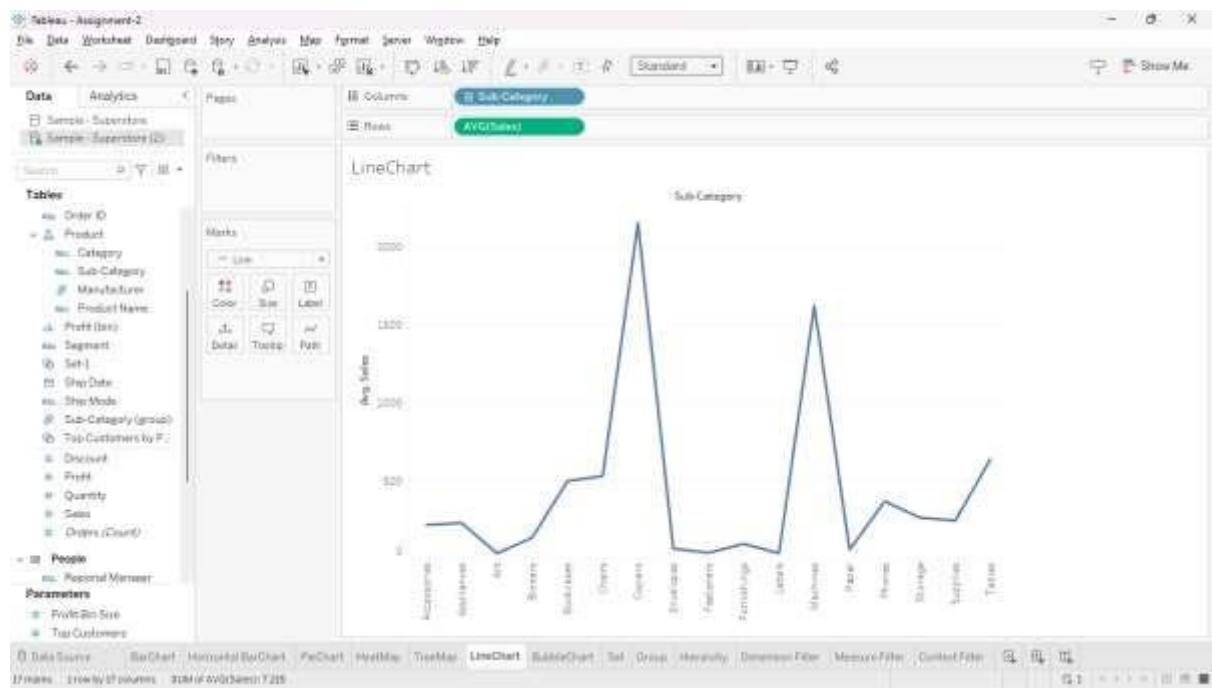 Tableau - Assignment-2
File Data Worksheet Dashboard Story Analysis Map Format Server Window Help
Standard
Show Me
Data Analytics
Sample - Superstore
Sample - Superstore (2)
Search
Tables
Order ID
Product
Category
Sub-Category
Manufacturer
Product Name
Profit (bin)
Segment
Set-1
Ship Date
Ship Mode
Sub-Category (group)
Top Customers by P..
Discount
Profit
Quantity
Sales
Orders (Count)
People
Regional Manager
Parameters
Profit Bin Size
Top Customers
Pages
Filters
Marks
Line
Color Size Label
Detail Tooltip Path
Columns Sub-Category
Rows AVG(Sales)
LineChart
Sub-Category
Avg. Sales
2000
1500
1000
500
0
Accessories
Appliances
Art
Binders
Bookcases
Chairs
Copiers
Envelopes
Fasteners
Furnishings
Labels
Machines
Paper
Phones
Storage
Supplies
Tables
Data Source BarChart HorizontalBarChart PieChart HeatMap TreeMap LineChart BubbleChart Set Group Hierarchy Dimension Filter Measure Filter Context Filter
17 marks 1 row by 17 columns SUM of AVG(Sales):